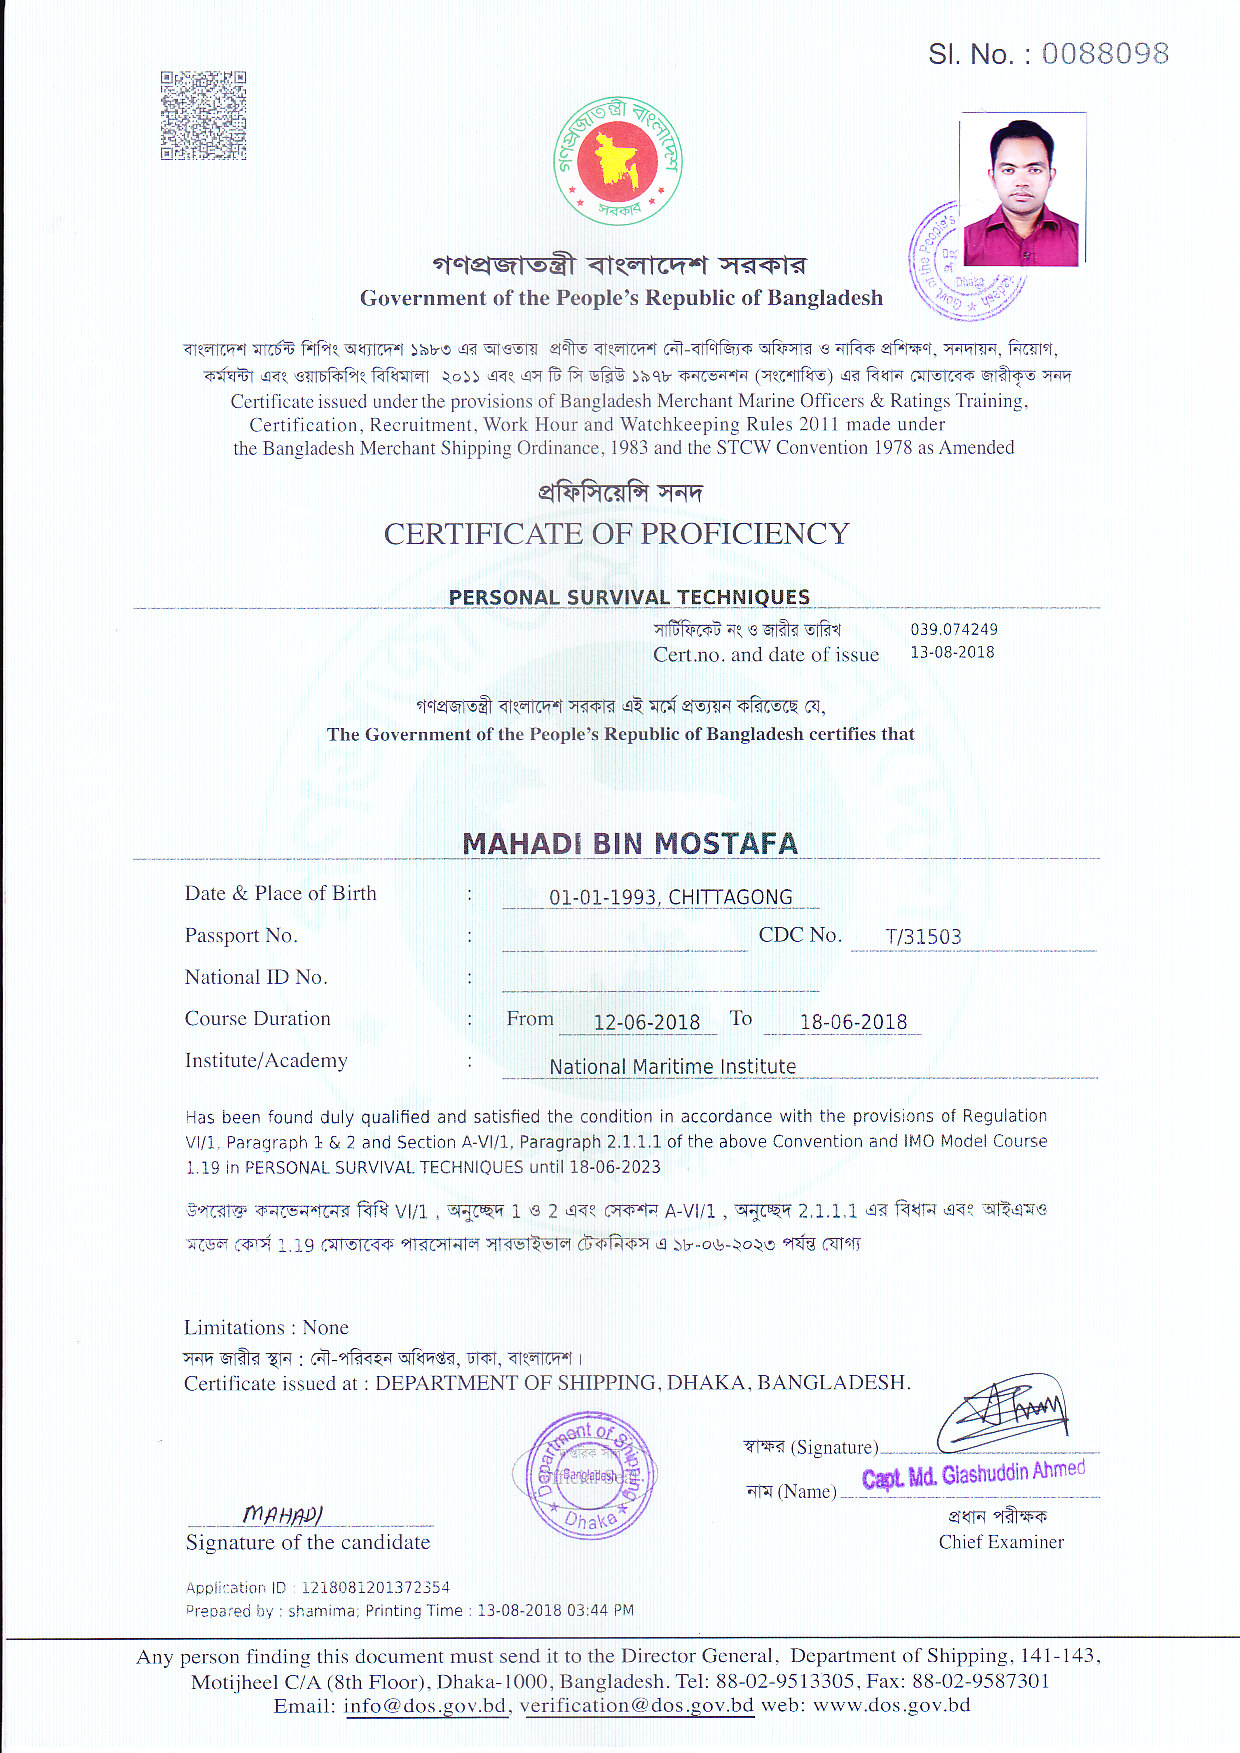 Sl. No. : 0088098
গণপ্রজাতন্ত্রী বাংলাদেশ
সরকার
গণপ্রজাতন্ত্রী বাংলাদেশ সরকার
Government of the People's Republic of Bangladesh
বাংলাদেশ মার্চেন্ট শিপিং অধ্যাদেশ ১৯৮৩ এর আওতায় প্রণীত বাংলাদেশ নৌ-বাণিজ্যিক অফিসার ও নাবিক প্রশিক্ষণ, সনদায়ন, নিয়োগ,
কর্মঘন্টা এবং ওয়াচকিপিং বিধিমালা ২০১১ এবং এস টি সি ডব্লিউ ১৯৭৮ কনভেনশন (সংশোধিত) এর বিধান মোতাবেক জারীকৃত সনদ
Certificate issued under the provisions of Bangladesh Merchant Marine Officers & Ratings Training,
Certification, Recruitment, Work Hour and Watchkeeping Rules 2011 made under
the Bangladesh Merchant Shipping Ordinance, 1983 and the STCW Convention 1978 as Amended
প্রফিসিয়েন্সি সনদ
CERTIFICATE OF PROFICIENCY
PERSONAL SURVIVAL TECHNIQUES
সার্টিফিকেট নং ও জারীর তারিখ 039.074249
Cert.no. and date of issue 13-08-2018
গণপ্রজাতন্ত্রী বাংলাদেশ সরকার এই মর্মে প্রত্যয়ন করিতেছে যে,
The Government of the People's Republic of Bangladesh certifies that
MAHADI BIN MOSTAFA
Date & Place of Birth : 01-01-1993, CHITTAGONG
Passport No. : CDC No. T/31503
National ID No. :
Course Duration : From 12-06-2018 To 18-06-2018
Institute/Academy : National Maritime Institute
Has been found duly qualified and satisfied the condition in accordance with the provisions of Regulation
VI/1, Paragraph 1 & 2 and Section A-VI/1, Paragraph 2.1.1.1 of the above Convention and IMO Model Course
1.19 in PERSONAL SURVIVAL TECHNIQUES until 18-06-2023
উপরোক্ত কনভেনশনের বিধি VI/1 , অনুচ্ছেদ 1 ও 2 এবং সেকশন A-VI/1 , অনুচ্ছেদ 2.1.1.1 এর বিধান এবং আইএমও
মডেল কোর্স 1.19 মোতাবেক পারসোনাল সারভাইভাল টেকনিকস এ ১৮-০৬-২০২৩ পর্যন্ত যোগ্য
Limitations : None
সনদ জারীর স্থান : নৌ-পরিবহন অধিদপ্তর, ঢাকা, বাংলাদেশ।
Certificate issued at : DEPARTMENT OF SHIPPING, DHAKA, BANGLADESH.
Department of Shipping
Bangladesh
Dhaka
স্বাক্ষর (Signature)
Capt. Md. Giashuddin Ahmed
নাম (Name)
MAHADI
প্রধান পরীক্ষক
Signature of the candidate
Chief Examiner
Application ID : 1218081201372354
Prepared by : shamima; Printing Time : 13-08-2018 03:44 PM
Any person finding this document must send it to the Director General, Department of Shipping, 141-143,
Motijheel C/A (8th Floor), Dhaka-1000, Bangladesh. Tel: 88-02-9513305, Fax: 88-02-9587301
Email: info@dos.gov.bd, verification@dos.gov.bd web: www.dos.gov.bd